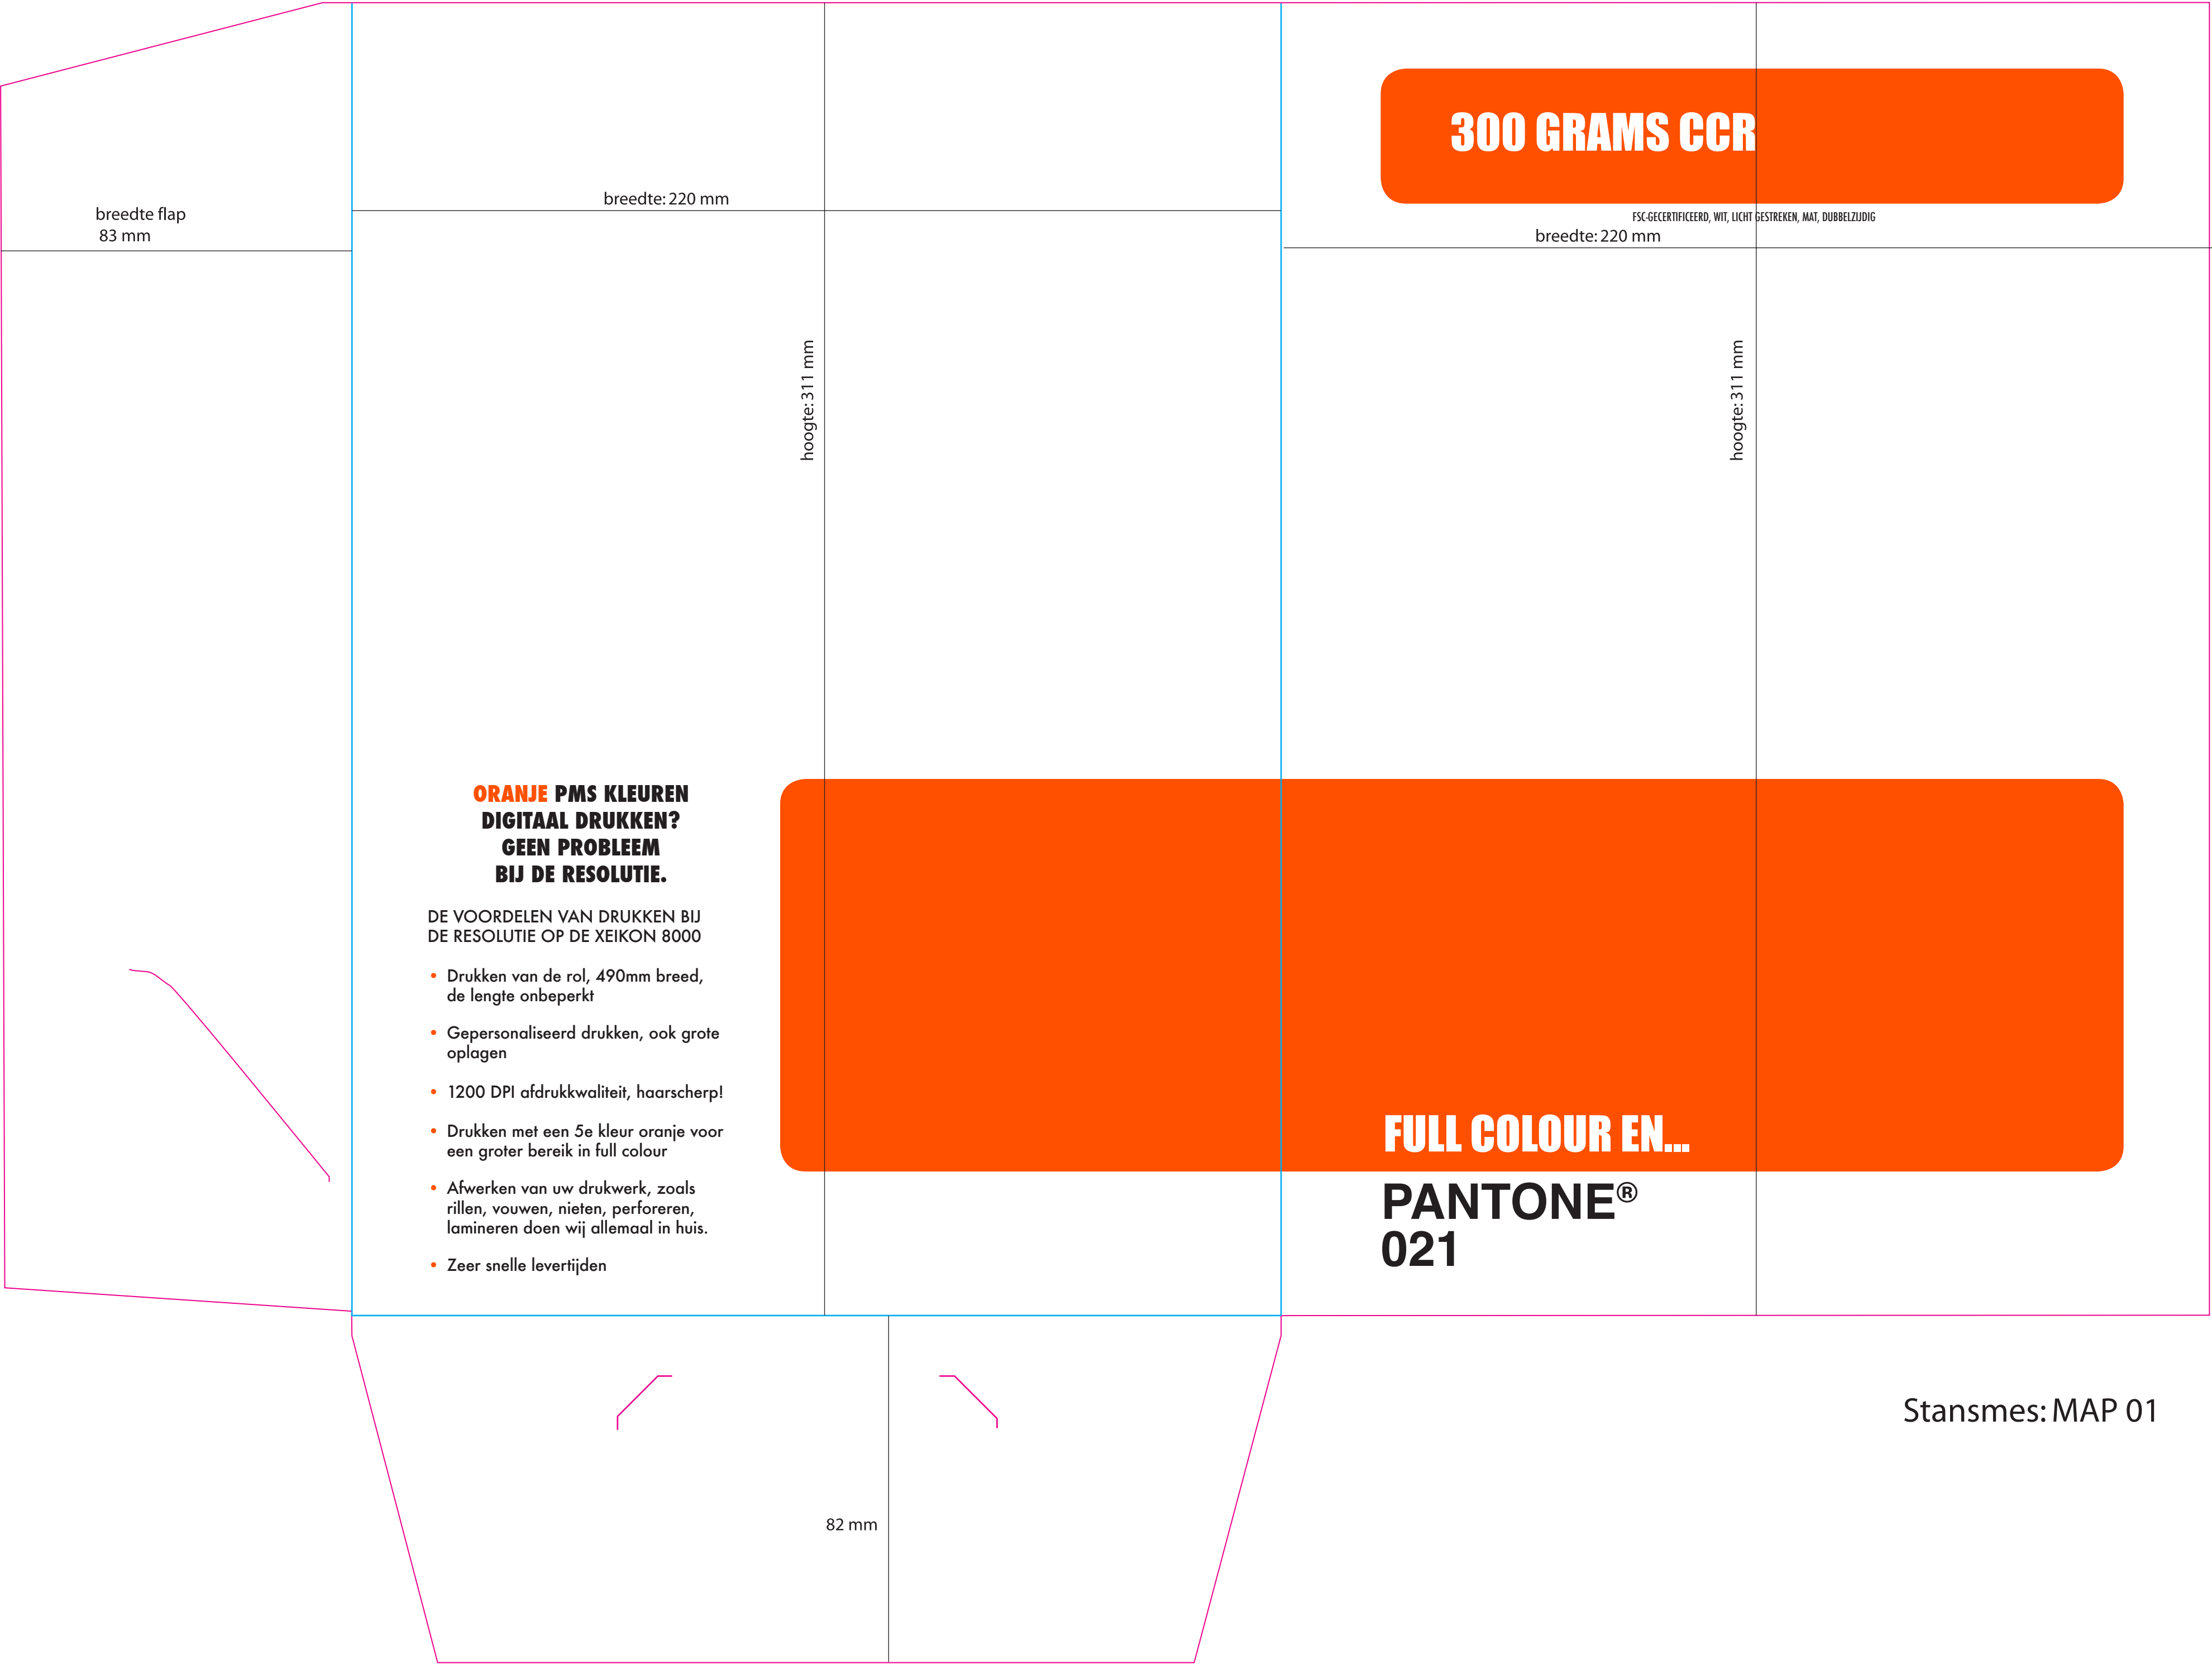 breedte flap
83 mm
breedte: 220 mm
hoogte: 311 mm
ORANJE PMS KLEUREN
DIGITAAL DRUKKEN?
GEEN PROBLEEM
BIJ DE RESOLUTIE.
DE VOORDELEN VAN DRUKKEN BIJ
DE RESOLUTIE OP DE XEIKON 8000
• Drukken van de rol, 490mm breed,
de lengte onbeperkt
• Gepersonaliseerd drukken, ook grote
oplagen
• 1200 DPI afdrukkwaliteit, haarscherp!
• Drukken met een 5e kleur oranje voor
een groter bereik in full colour
• Afwerken van uw drukwerk, zoals
rillen, vouwen, nieten, perforeren,
lamineren doen wij allemaal in huis.
• Zeer snelle levertijden
82 mm
300 GRAMS CCR
FSC-GECERTIFICEERD, WIT, LICHT GESTREKEN, MAT, DUBBELZIJDIG
breedte: 220 mm
hoogte: 311 mm
FULL COLOUR EN...
PANTONE®
021
Stansmes: MAP 01